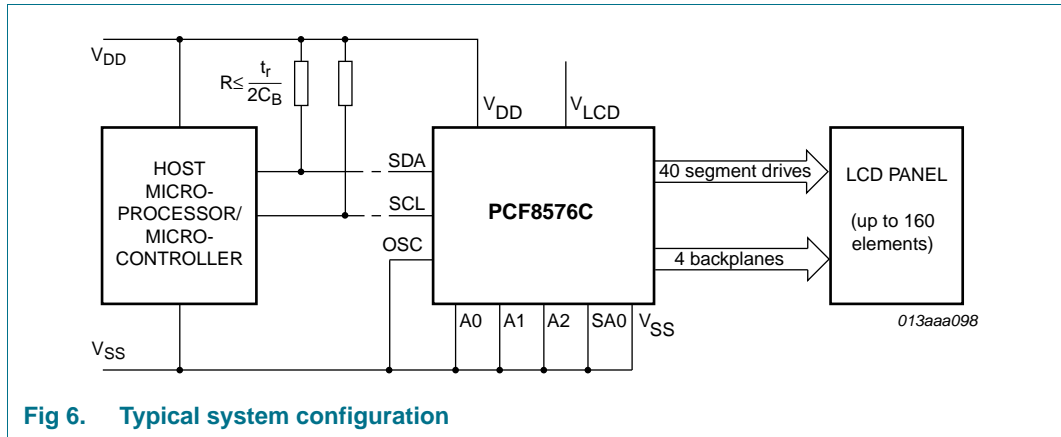 VDD
R≤ tr
2CB
VDD
VLCD
HOST
MICRO-
PROCESSOR/
MICRO-
CONTROLLER
SDA
SCL
OSC
PCF8576C
40 segment drives
4 backplanes
LCD PANEL
(up to 160
elements)
A0 A1 A2 SA0 VSS
013aaa098
VSS
Fig 6. Typical system configuration